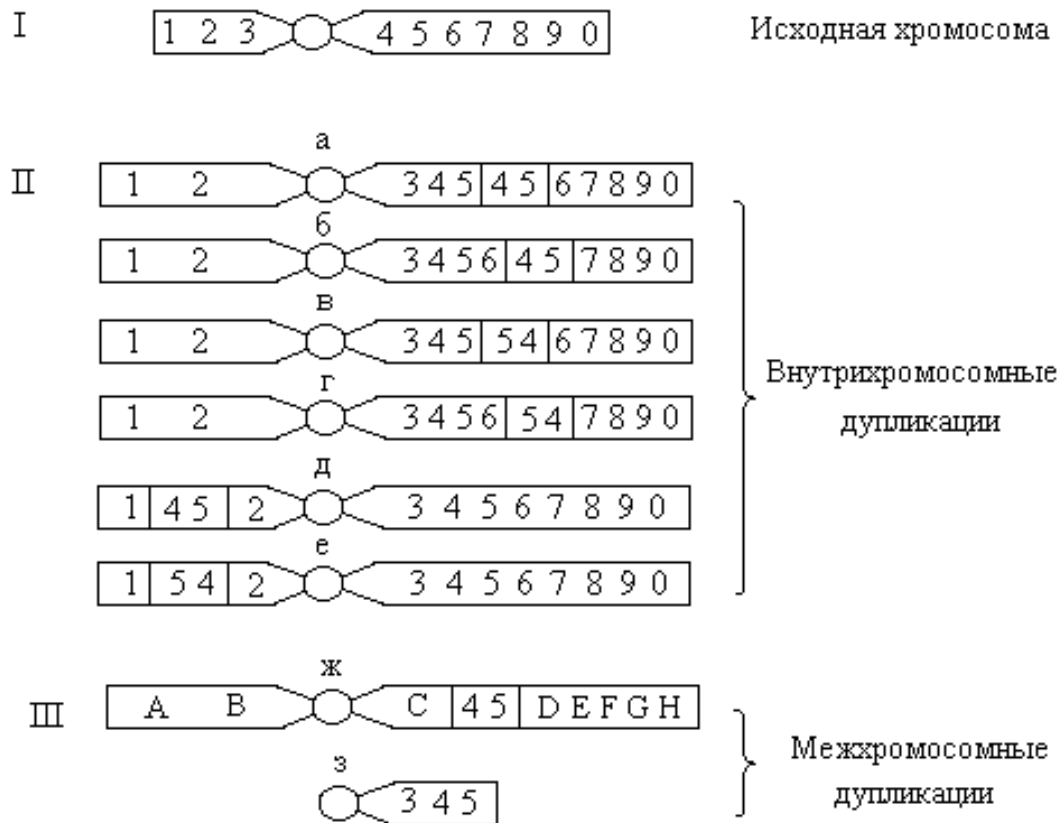 I 1 2 3 4 5 6 7 8 9 0 Исходная хромосома
а
II 1 2 3 4 5 4 5 6 7 8 9 0
б
1 2 3 4 5 6 4 5 7 8 9 0
в
1 2 3 4 5 5 4 6 7 8 9 0
г
1 2 3 4 5 6 5 4 7 8 9 0
д
1 4 5 2 3 4 5 6 7 8 9 0
е
1 5 4 2 3 4 5 6 7 8 9 0
Внутрихромосомные
дупликации
ж
III A B C 4 5 D E F G H
з
3 4 5
Межхромосомные
дупликации